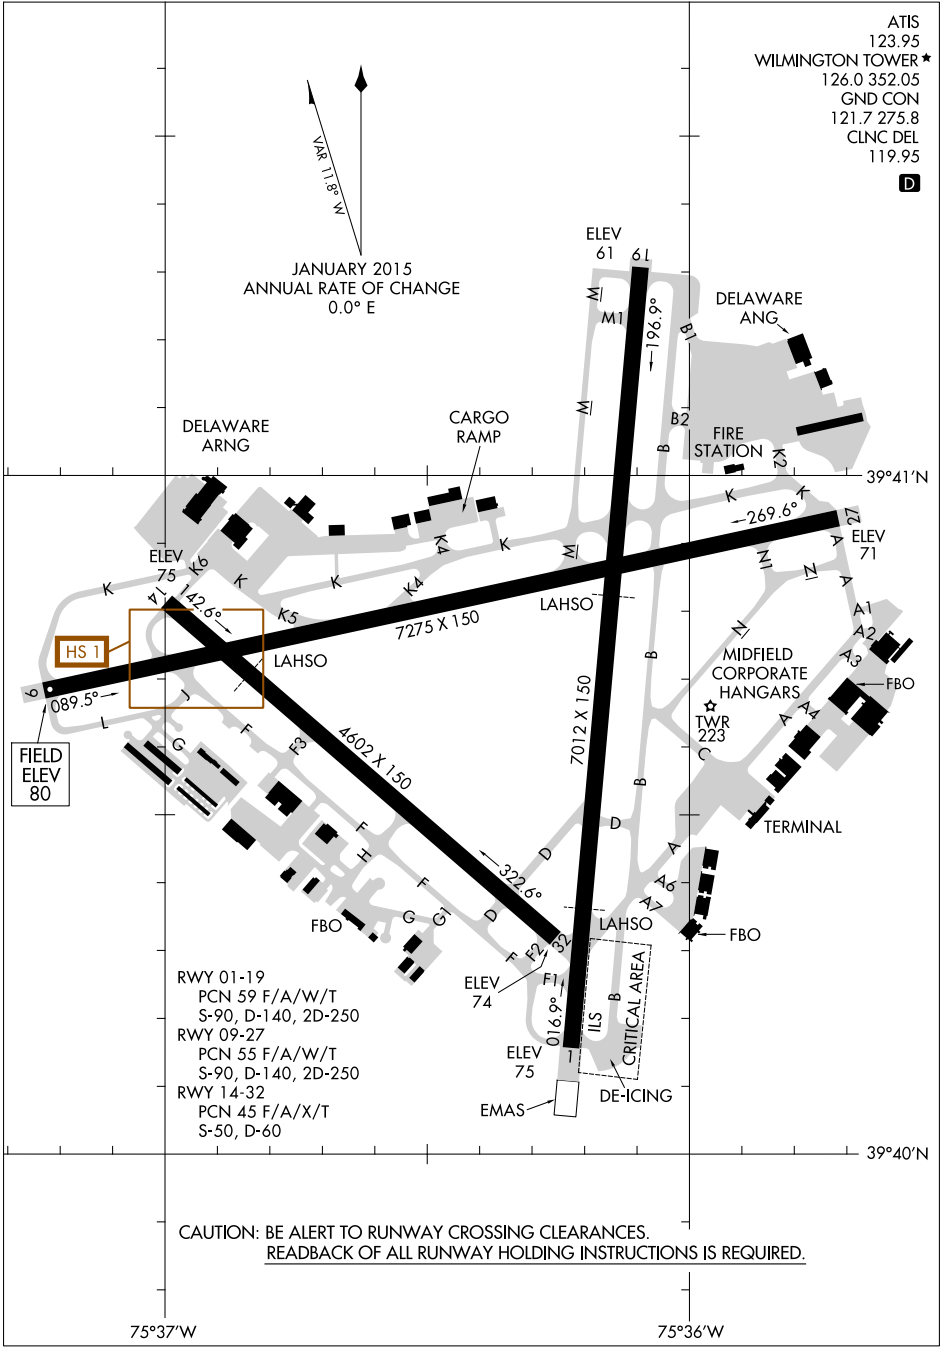 ATIS
123.95
WILMINGTON TOWER ★
126.0 352.05
GND CON
121.7 275.8
CLNC DEL
119.95
D
VAR 11.8° W
JANUARY 2015
ANNUAL RATE OF CHANGE
0.0° E
ELEV
61
19
M
M1
196.9°
B1
DELAWARE
ANG
M
B2
B
DELAWARE
ARNG
CARGO
RAMP
FIRE
STATION
K2
39°41'N
K
K
269.6°
27
ELEV
71
A
K4
K
M
N1
N
A
ELEV
75
K6
K
K
K
K4
14
142.6°
K5
7275 X 150
LAHSO
A1
A2
A3
N
HS 1
LAHSO
B
MIDFIELD
CORPORATE
HANGARS
FBO
9
089.5°
J
L
G
F
F3
4602 X 150
7012 X 150
TWR
223
A
A4
C
FIELD
ELEV
80
B
F
H
D
D
TERMINAL
A
F
322.6°
A6
A7
FBO
G
G1
D
LAHSO
FBO
F
F2
32
ELEV
74
F1
016.9°
ILS
CRITICAL AREA
B
RWY 01-19
PCN 59 F/A/W/T
S-90, D-140, 2D-250
RWY 09-27
PCN 55 F/A/W/T
S-90, D-140, 2D-250
RWY 14-32
PCN 45 F/A/X/T
S-50, D-60
ELEV
75
1
EMAS
DE-ICING
39°40'N
CAUTION: BE ALERT TO RUNWAY CROSSING CLEARANCES.
READBACK OF ALL RUNWAY HOLDING INSTRUCTIONS IS REQUIRED.
75°37'W
75°36'W